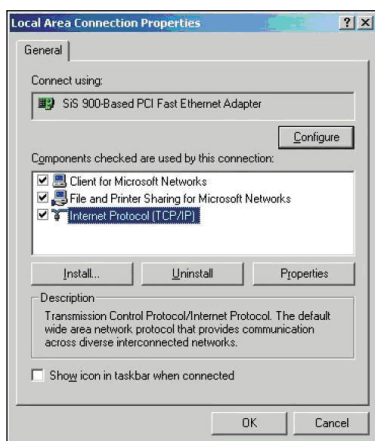 Local Area Connection Properties
General
Connect using:
SiS 900-Based PCI Fast Ethernet Adapter
Configure
Components checked are used by this connection:
Client for Microsoft Networks
File and Printer Sharing for Microsoft Networks
Internet Protocol (TCP/IP)
Install... Uninstall Properties
Description
Transmission Control Protocol/Internet Protocol. The default
wide area network protocol that provides communication
across diverse interconnected networks.
Show icon in taskbar when connected
OK Cancel